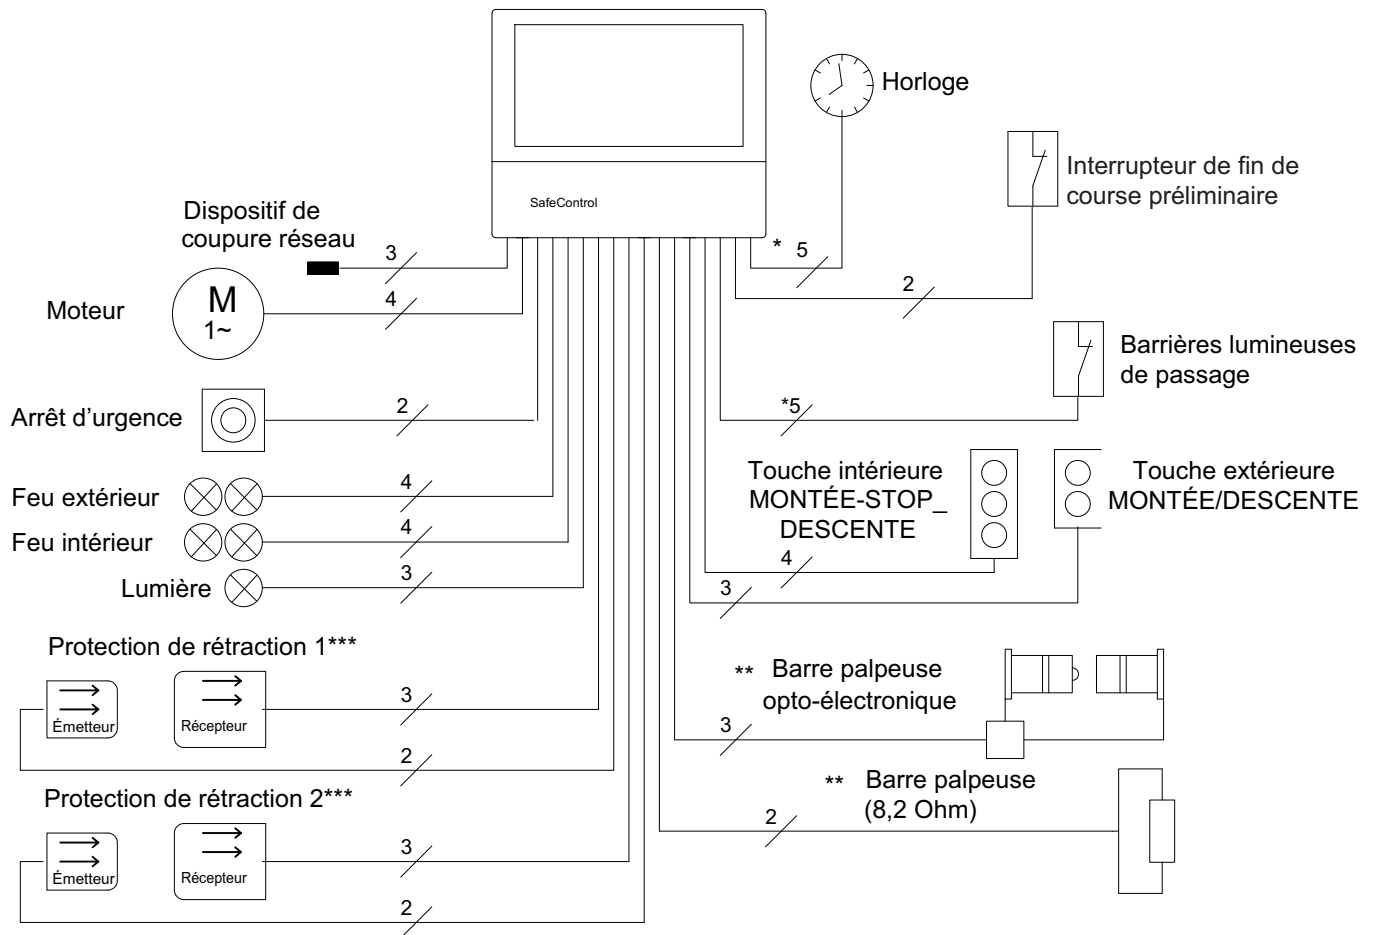 Horloge
Interrupteur de fin de
course préliminaire
SafeControl
Dispositif de
coupure réseau
3
* 5
2
Moteur
M
1~
4
Barrières lumineuses
de passage
Arrêt d’urgence
2
*5
Touche intérieure
MONTÉE-STOP_
DESCENTE
Touche extérieure
MONTÉE/DESCENTE
Feu extérieur
4
Feu intérieur
4
Lumière
3
4
3
Protection de rétraction 1***
Émetteur
Récepteur
3
2
** Barre palpeuse
opto-électronique
3
Protection de rétraction 2***
Émetteur
Récepteur
3
2
** Barre palpeuse
(8,2 Ohm)
2